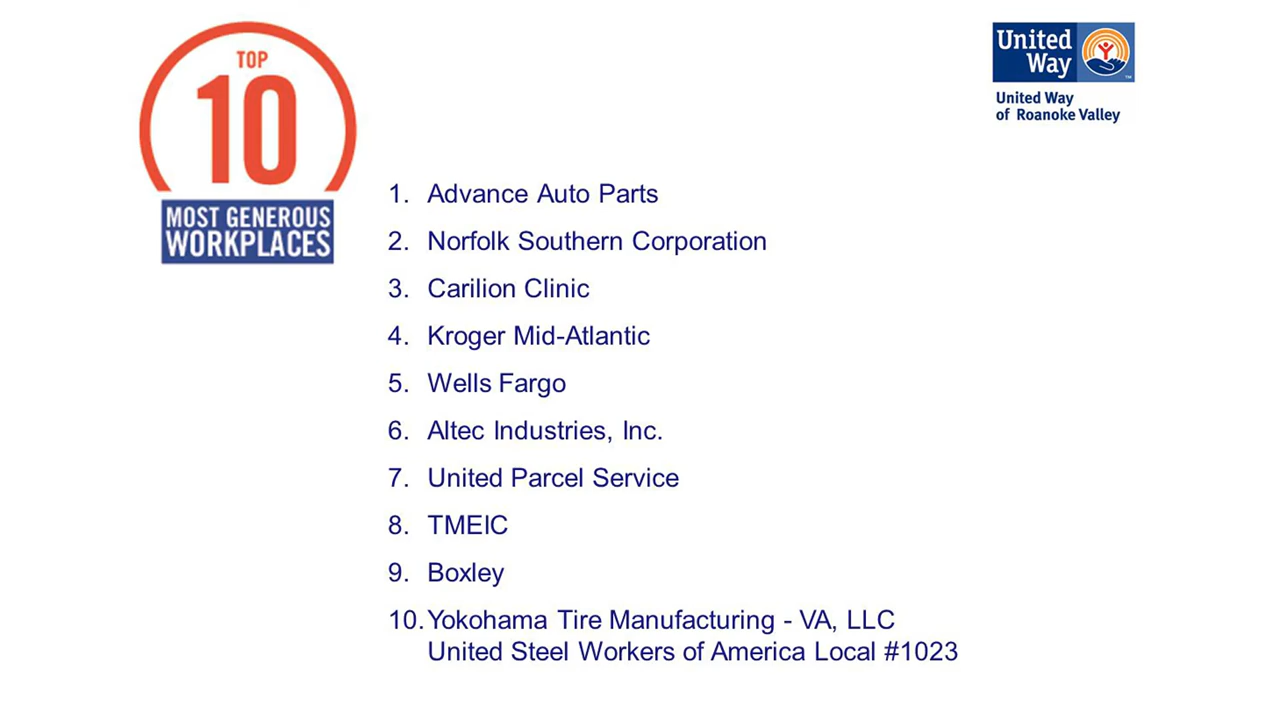 TOP
10
MOST GENEROUS
WORKPLACES
United
Way
™
United Way
of Roanoke Valley
1. Advance Auto Parts
2. Norfolk Southern Corporation
3. Carilion Clinic
4. Kroger Mid-Atlantic
5. Wells Fargo
6. Altec Industries, Inc.
7. United Parcel Service
8. TMEIC
9. Boxley
10. Yokohama Tire Manufacturing - VA, LLC
United Steel Workers of America Local #1023